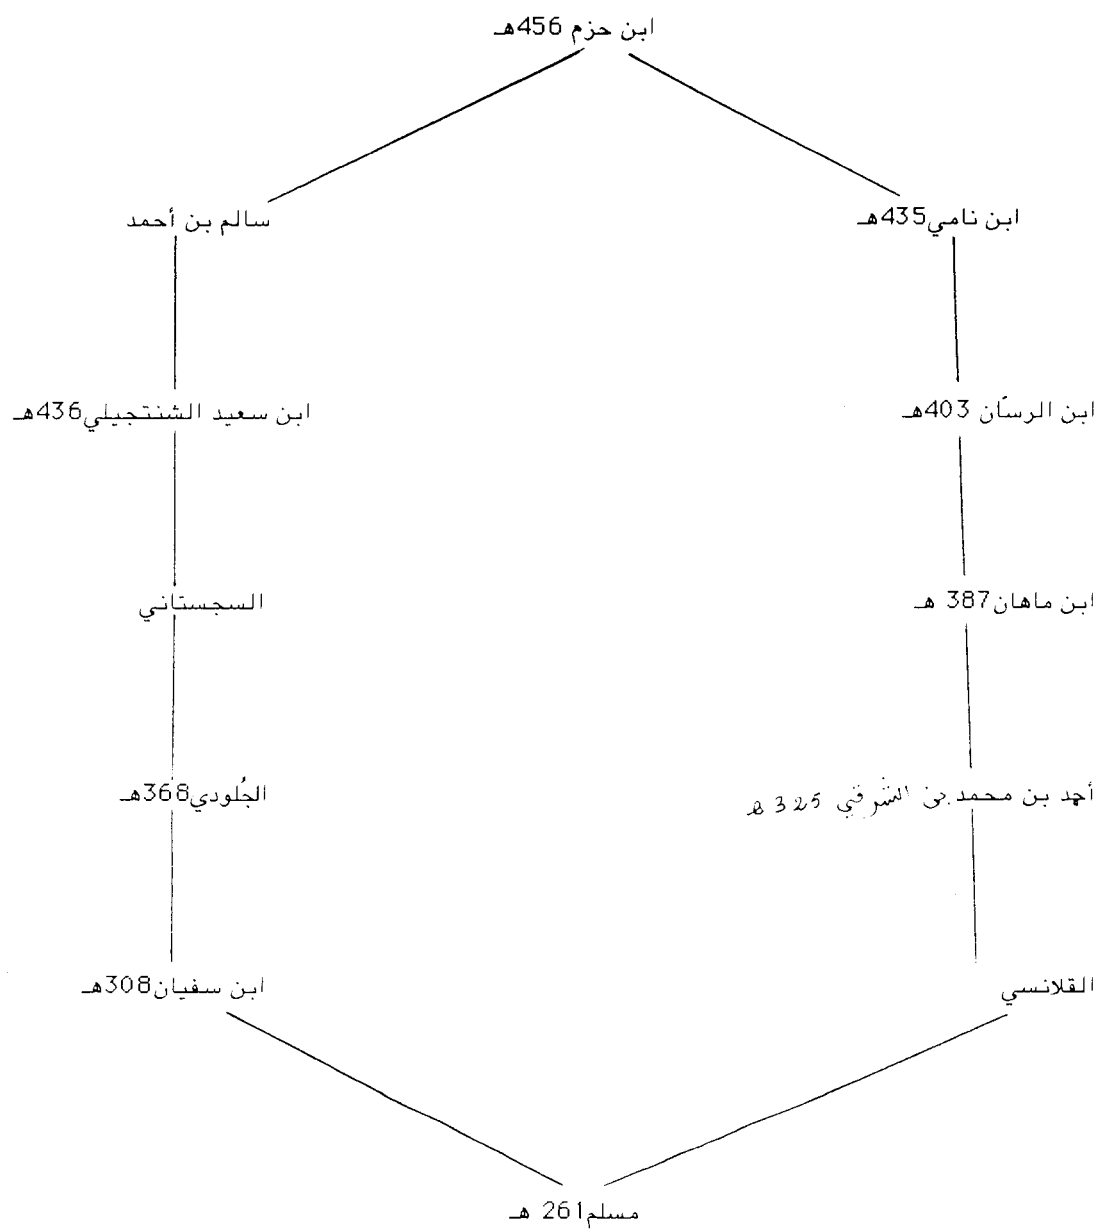 ابن حزم 456هـ
ابن نامي435هـ
سالم بن أحمد
ابن الرسّان 403هـ
ابن سعيد الشنتجيلي436هـ
ابن ماهان387 هـ
السجستاني
أحمد بن محمد بن الشرقي 325 هـ
الجُلودي368هـ
القلانسي
ابن سفيان308هـ
مسلم261 هـ